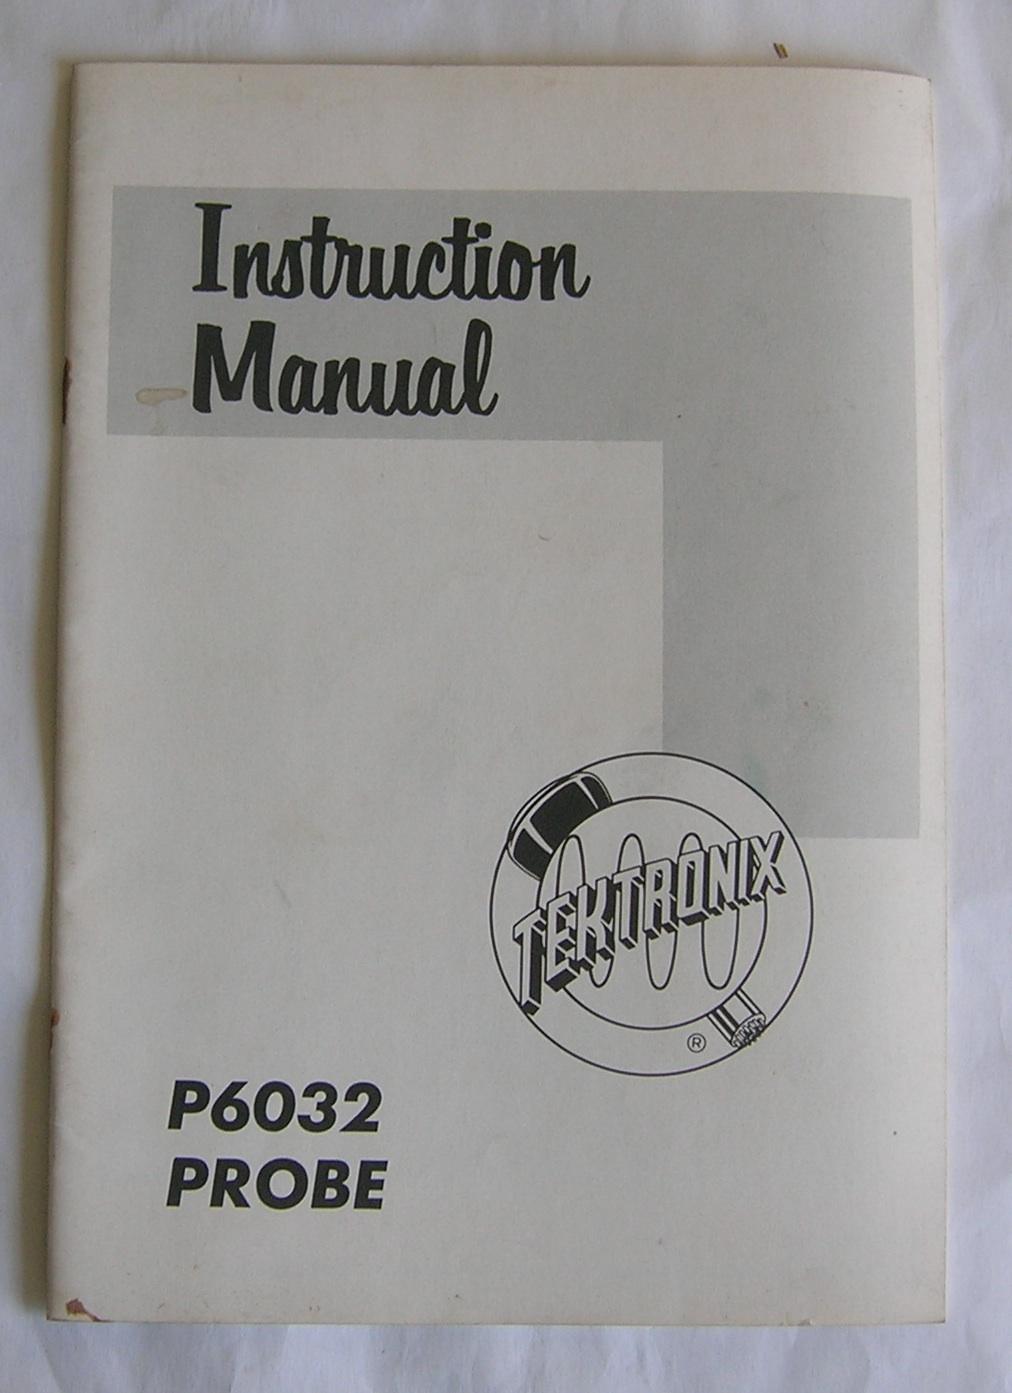 Instruction
Manual
TEKTRONIX
®
P6032
PROBE